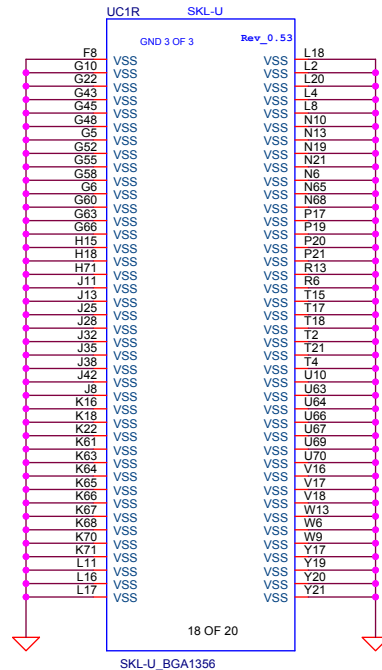 UC1R SKL-U
GND 3 OF 3 Rev_0.53
F8 VSS VSS L18
G10 VSS VSS L2
G22 VSS VSS L20
G43 VSS VSS L4
G45 VSS VSS L8
G48 VSS VSS N10
G5 VSS VSS N13
G52 VSS VSS N19
G55 VSS VSS N21
G58 VSS VSS N6
G6 VSS VSS N65
G60 VSS VSS N68
G63 VSS VSS P17
G66 VSS VSS P19
H15 VSS VSS P20
H18 VSS VSS P21
H71 VSS VSS R13
J11 VSS VSS R6
J13 VSS VSS T15
J25 VSS VSS T17
J28 VSS VSS T18
J32 VSS VSS T2
J35 VSS VSS T21
J38 VSS VSS T4
J42 VSS VSS U10
J8 VSS VSS U63
K16 VSS VSS U64
K18 VSS VSS U66
K22 VSS VSS U67
K61 VSS VSS U69
K63 VSS VSS U70
K64 VSS VSS V16
K65 VSS VSS V17
K66 VSS VSS V18
K67 VSS VSS W13
K68 VSS VSS W6
K70 VSS VSS W9
K71 VSS VSS Y17
L11 VSS VSS Y19
L16 VSS VSS Y20
L17 VSS VSS Y21
18 OF 20
SKL-U_BGA1356